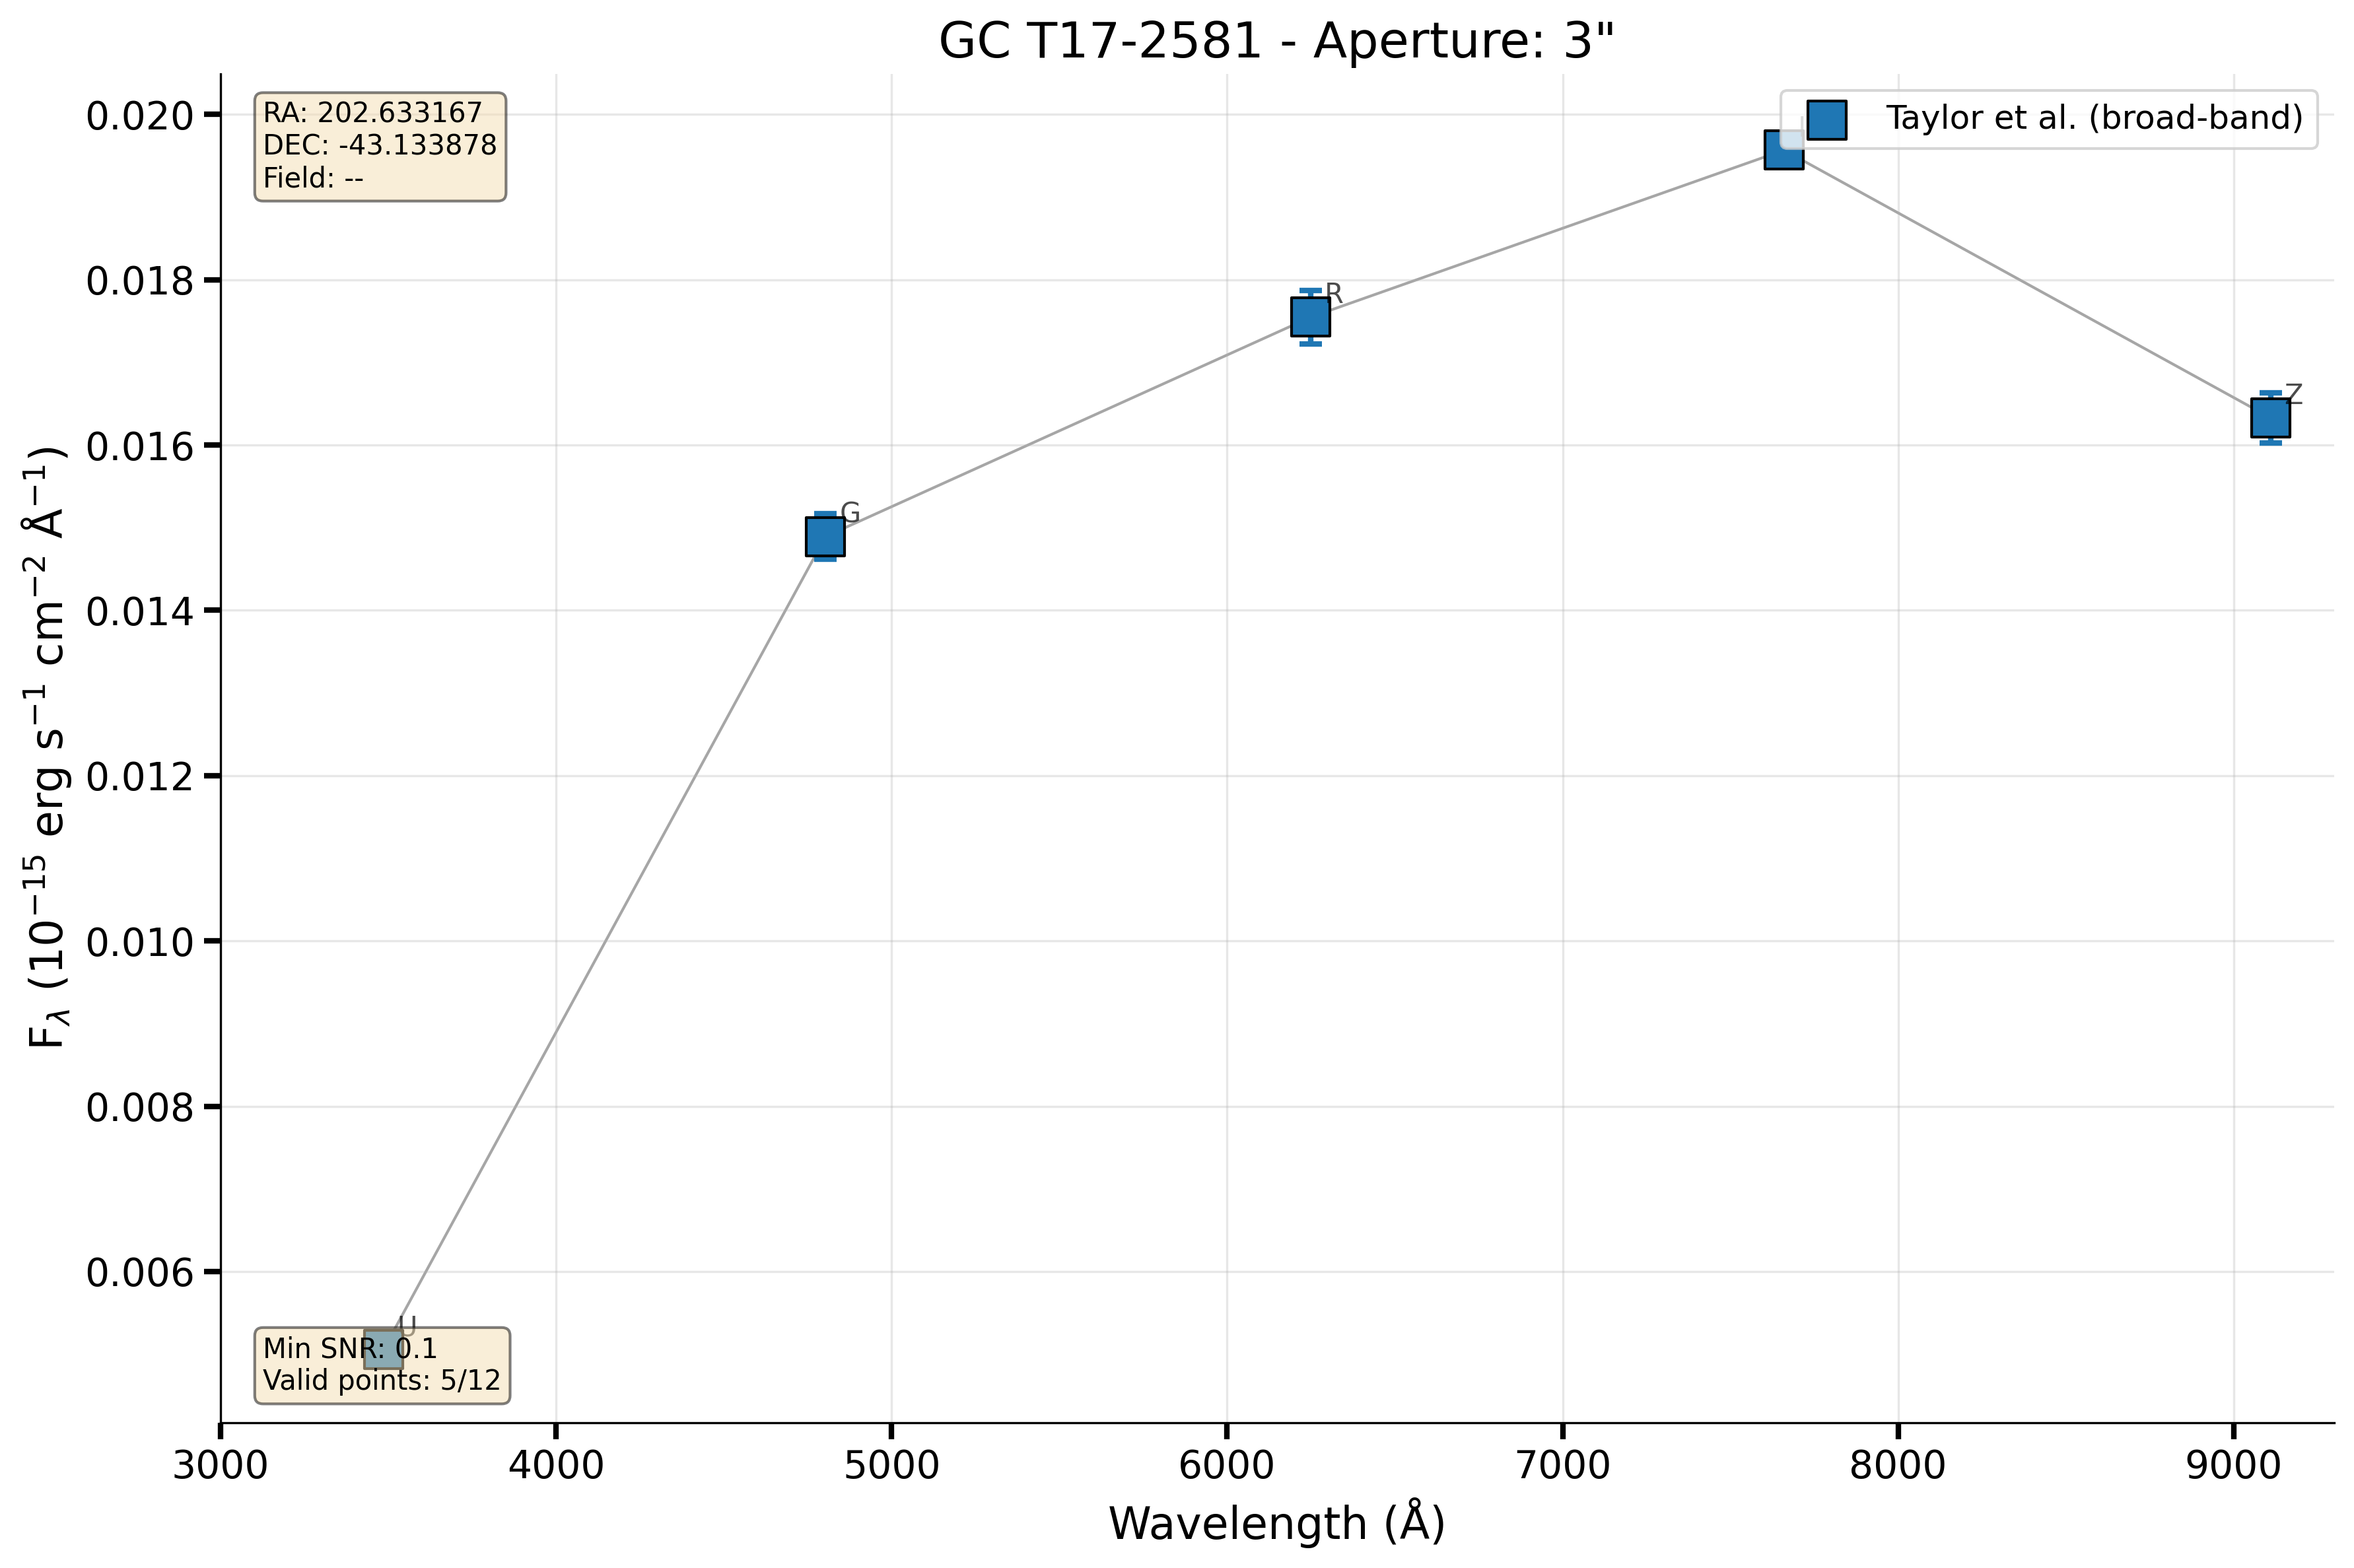 GC T17-2581 - Aperture: 3"
RA: 202.633167
DEC: -43.133878
Field: --
Taylor et al. (broad-band)
0.020
0.018
0.016
0.014
0.012
0.010
0.008
0.006
F_λ (10⁻¹⁵ erg s⁻¹ cm⁻² Å⁻¹)
U
G
R
Z
Min SNR: 0.1
Valid points: 5/12
3000 4000 5000 6000 7000 8000 9000
Wavelength (Å)